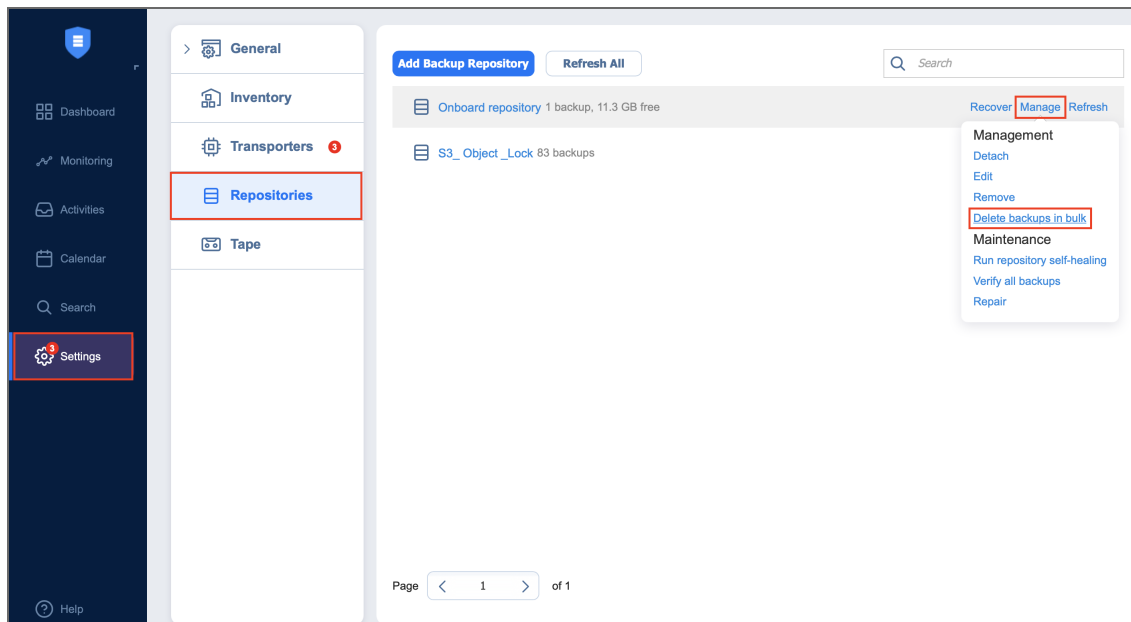 Dashboard
Monitoring
Activities
Calendar
Search
3
Settings
Help
General
Inventory
Transporters 3
Repositories
Tape
Add Backup Repository Refresh All Search
Onboard repository 1 backup, 11.3 GB free Recover Manage Refresh
S3_ Object _Lock 83 backups
Management
Detach
Edit
Remove
Delete backups in bulk
Maintenance
Run repository self-healing
Verify all backups
Repair
Page 1 of 1